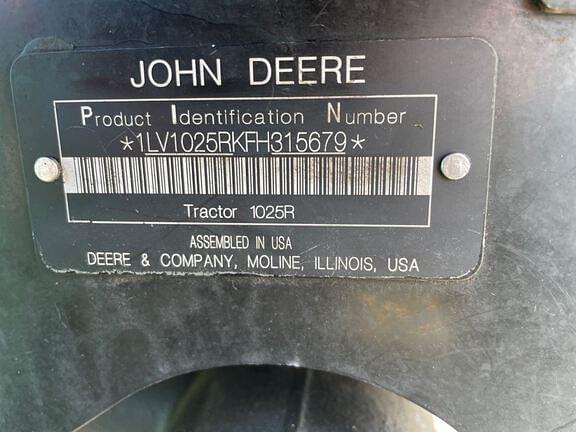 JOHN DEERE
Product Identification Number
*1LV1025RKFH315679*
Tractor 1025R
ASSEMBLED IN USA
DEERE & COMPANY, MOLINE, ILLINOIS, USA